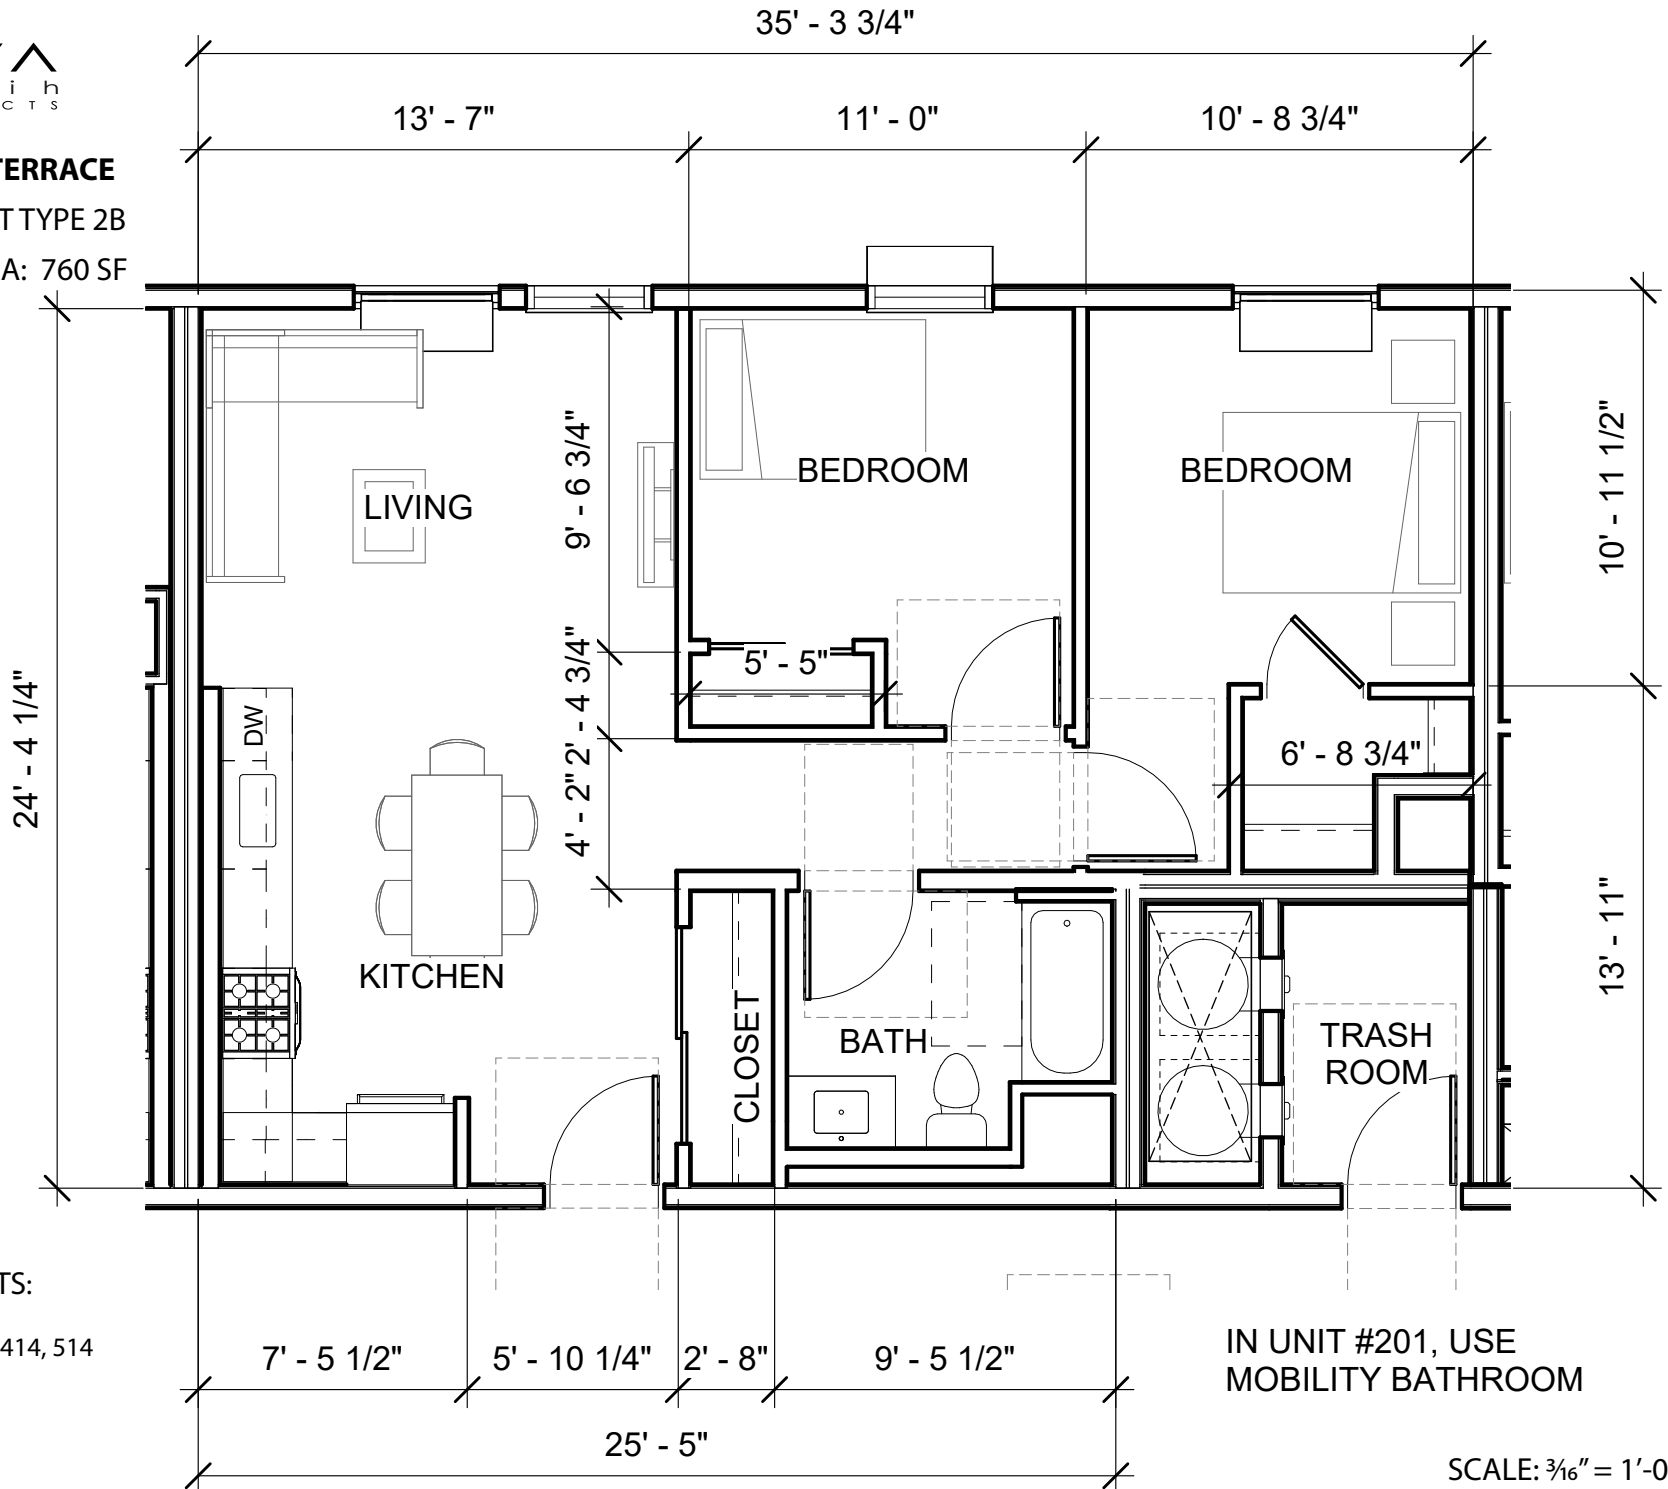 35' - 3 3/4"
i h
C T S
13' - 7"
11' - 0"
10' - 8 3/4"
TERRACE
T TYPE 2B
A: 760 SF
9' - 6 3/4"
10' - 11 1/2"
BEDROOM
BEDROOM
LIVING
5' - 5"
2' - 4 3/4"
24' - 4 1/4"
DW
6' - 8 3/4"
4' - 2"
13' - 11"
KITCHEN
CLOSET
BATH
TRASH
ROOM
TS:
414, 514
7' - 5 1/2"
5' - 10 1/4"
2' - 8"
9' - 5 1/2"
IN UNIT #201, USE
MOBILITY BATHROOM
25' - 5"
SCALE: 3⁄16" = 1'-0